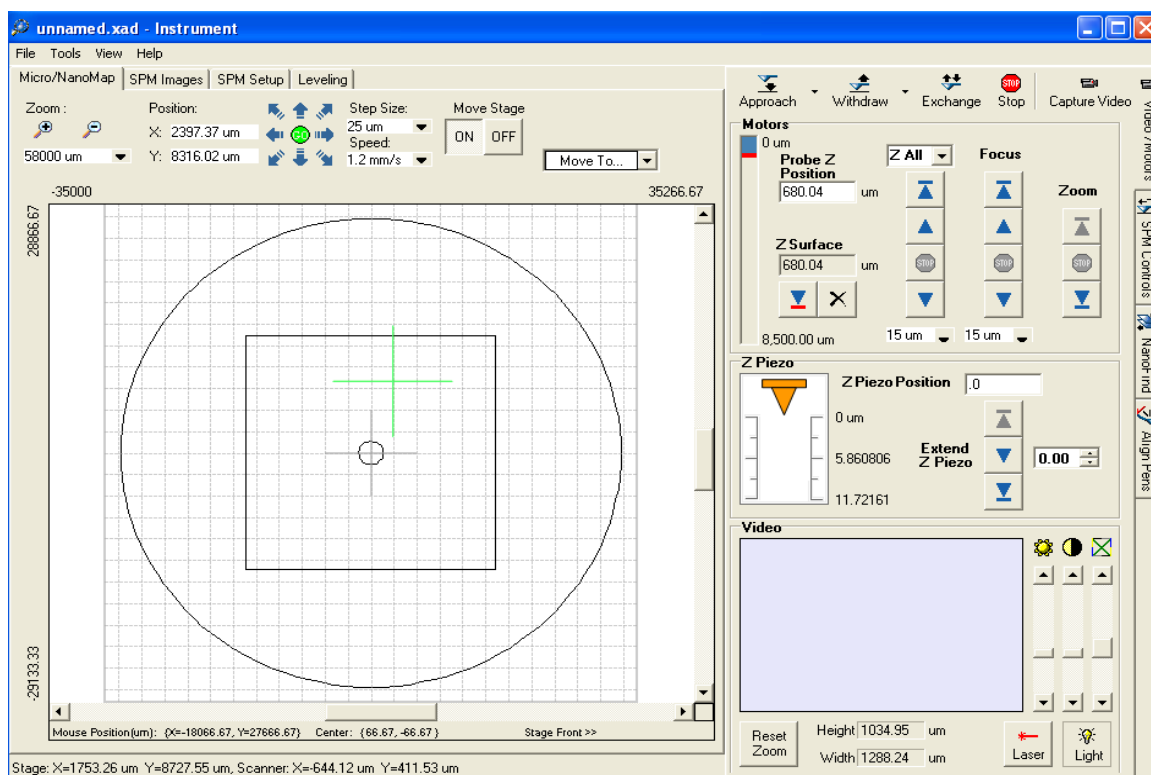 unnamed.xad - Instrument
File Tools View Help
Micro/NanoMap SPM Images SPM Setup Leveling
Zoom :
58000 um
Position:
X: 2397.37 um
Y: 8316.02 um
GO
Step Size:
25 um
Speed:
1.2 mm/s
Move Stage
ON OFF
Move To...
-35000 35266.67
28866.67
-29133.33
Mouse Position(um): {X=-18066.67, Y=27666.67} Center: {66.67, -66.67} Stage Front >>
Stage: X=1753.26 um Y=8727.55 um, Scanner: X=-644.12 um Y=411.53 um
Approach Withdraw Exchange STOP Stop Capture Video
Motors
0 um
Probe Z
Position
680.04 um
Z Surface
680.04 um
8,500.00 um
Z All
STOP
15 um
Focus
STOP
15 um
Zoom
STOP
Z Piezo
Z Piezo Position .0
0 um
5.860806
11.72161
Extend
Z Piezo
0.00
Video
Reset
Zoom
Height 1034.95 um
Width 1288.24 um
Laser
Light
Video / Motors
SPM Controls
NanoFind
Align Pens